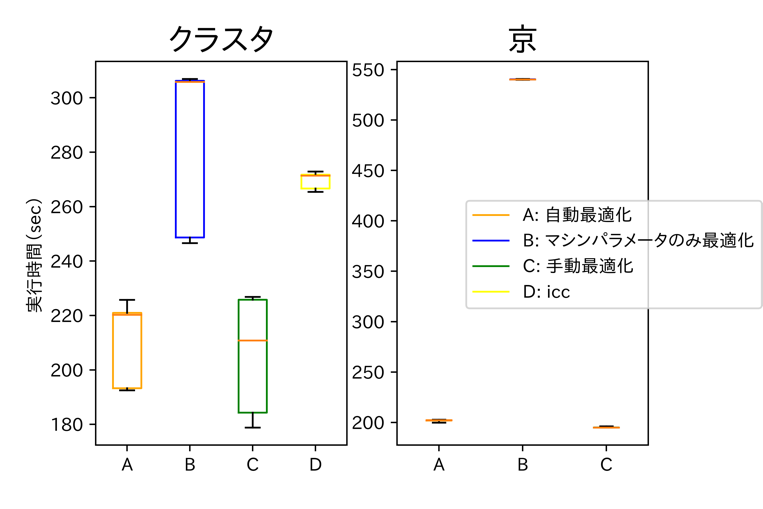 クラスタ
京
実行時間(sec)
300
280
260
240
220
200
180
A B C D
550
500
450
400
350
300
250
200
A B C
A: 自動最適化
B: マシンパラメータのみ最適化
C: 手動最適化
D: icc